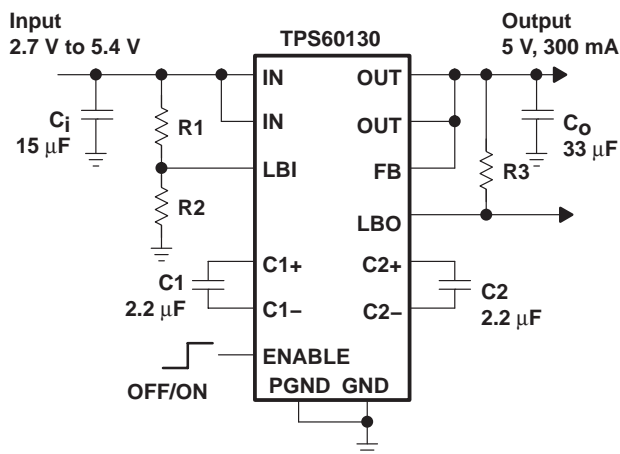 Input
2.7 V to 5.4 V
TPS60130
Output
5 V, 300 mA
IN
OUT
Ci
15 μF
R1
IN
OUT
Co
33 μF
LBI
FB
R3
R2
LBO
C1
2.2 μF
C1+
C2+
C2
2.2 μF
C1−
C2−
ENABLE
OFF/ON
PGND GND